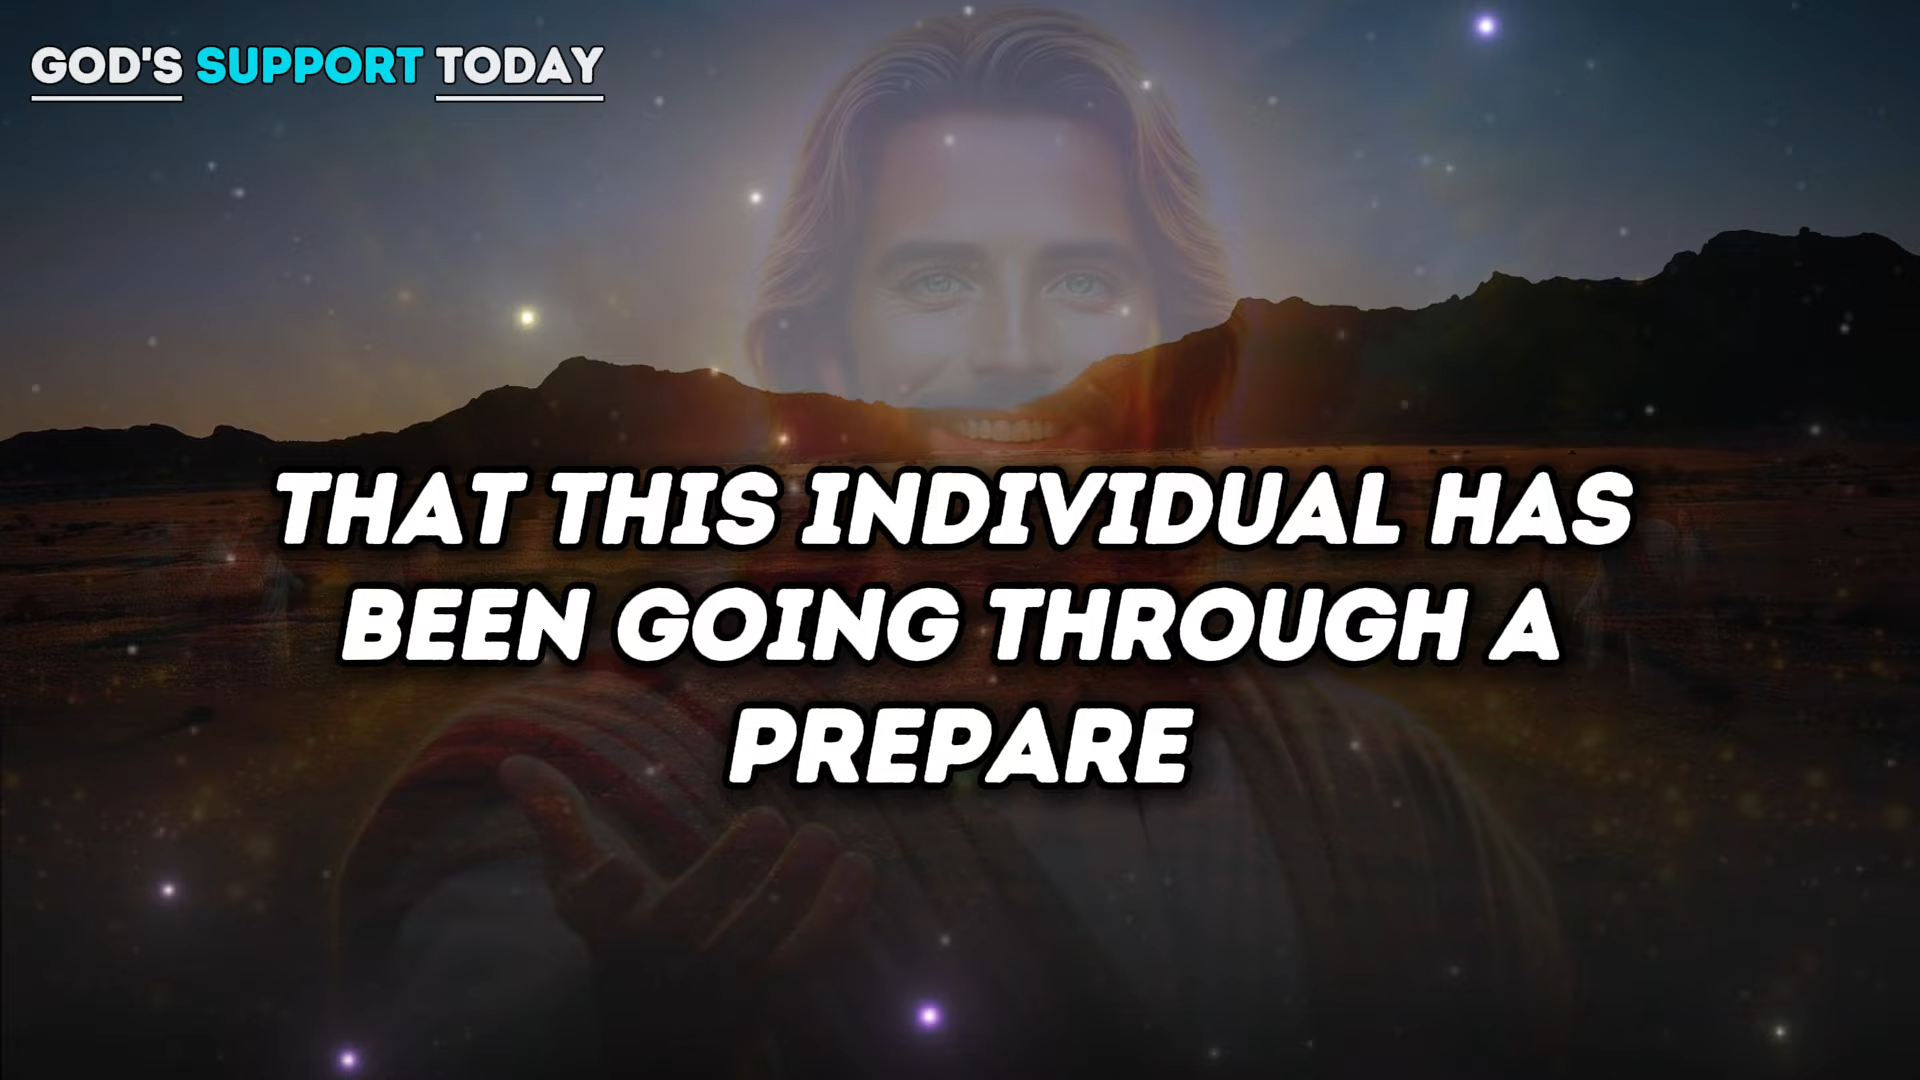 GOD'S SUPPORT TODAY
THAT THIS INDIVIDUAL HAS
BEEN GOING THROUGH A
PREPARE